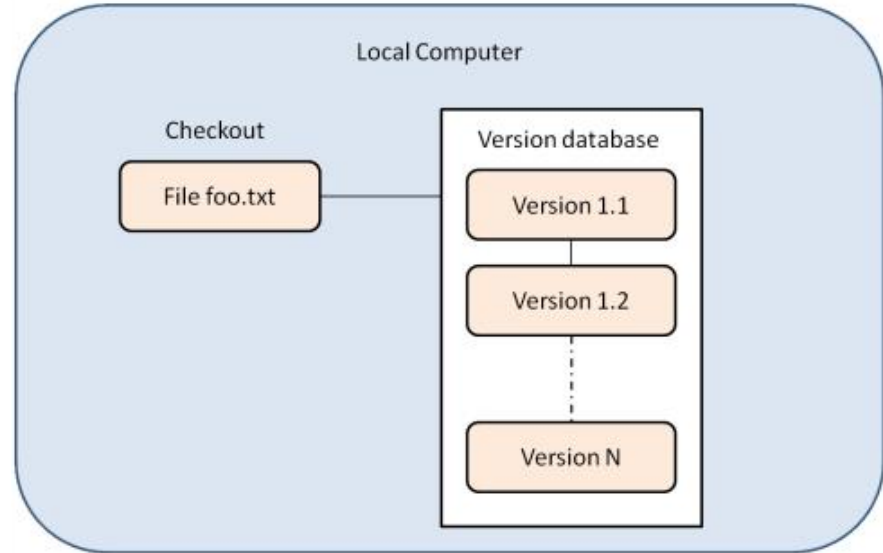 Local Computer
Checkout
File foo.txt
Version database
Version 1.1
Version 1.2
Version N